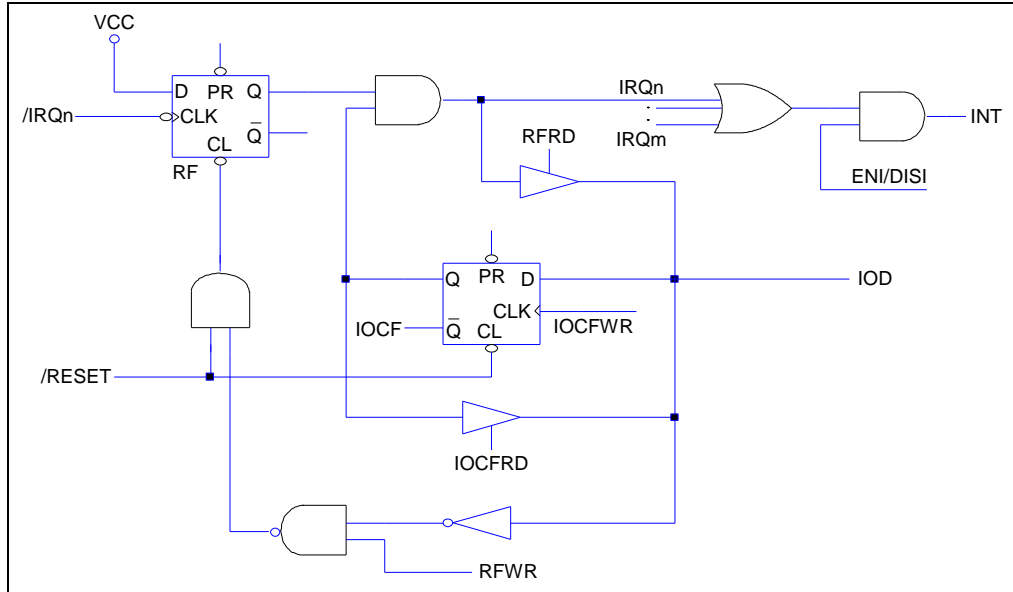 VCC
D
PR
Q
/IRQn
CLK
Q
CL
RF
IRQn
:
IRQm
INT
RFRD
ENI/DISI
Q
PR
D
IOD
CLK
IOCF
Q
CL
IOCFWR
/RESET
IOCFRD
RFWR